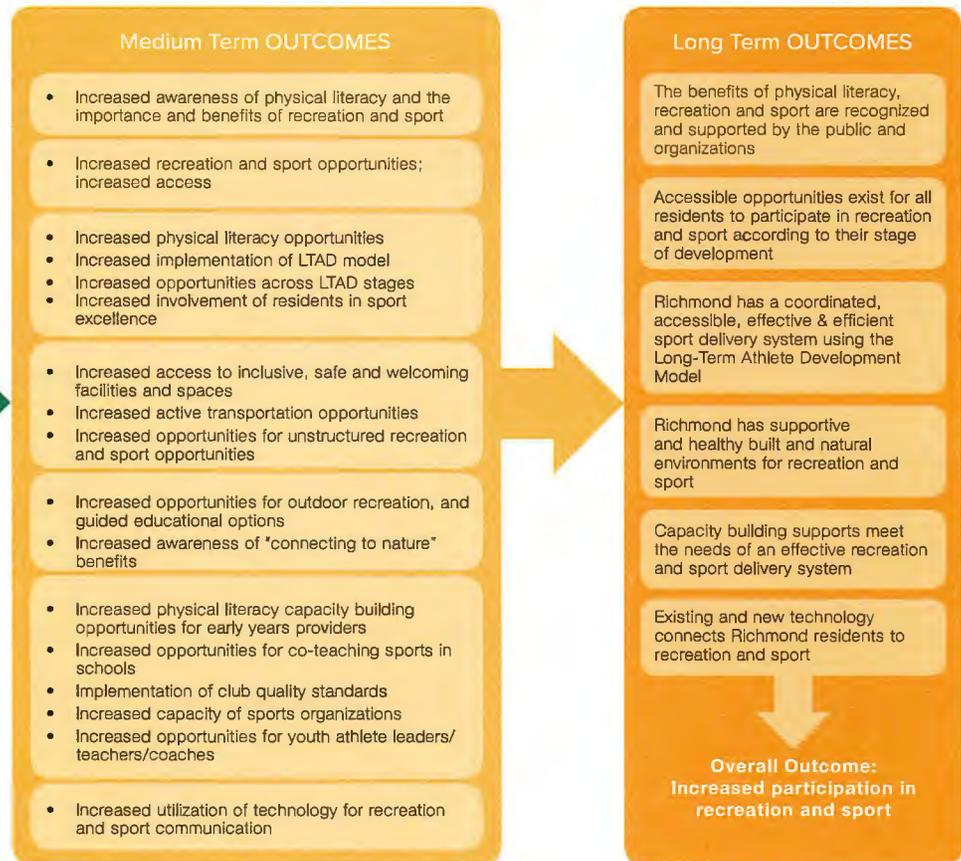 Medium Term OUTCOMES
• Increased awareness of physical literacy and the
importance and benefits of recreation and sport
• Increased recreation and sport opportunities;
increased access
• Increased physical literacy opportunities
• Increased implementation of LTAD model
• Increased opportunities across LTAD stages
• Increased involvement of residents in sport
excellence
• Increased access to inclusive, safe and welcoming
facilities and spaces
• Increased active transportation opportunities
• Increased opportunities for unstructured recreation
and sport opportunities
• Increased opportunities for outdoor recreation, and
guided educational options
• Increased awareness of "connecting to nature"
benefits
• Increased physical literacy capacity building
opportunities for early years providers
• Increased opportunities for co-teaching sports in
schools
• Implementation of club quality standards
• Increased capacity of sports organizations
• Increased opportunities for youth athlete leaders/
teachers/coaches
• Increased utilization of technology for recreation
and sport communication
Long Term OUTCOMES
The benefits of physical literacy,
recreation and sport are recognized
and supported by the public and
organizations
Accessible opportunities exist for all
residents to participate in recreation
and sport according to their stage
of development
Richmond has a coordinated,
accessible, effective & efficient
sport delivery system using the
Long-Term Athlete Development
Model
Richmond has supportive
and healthy built and natural
environments for recreation and
sport
Capacity building supports meet
the needs of an effective recreation
and sport delivery system
Existing and new technology
connects Richmond residents to
recreation and sport
Overall Outcome:
Increased participation in
recreation and sport